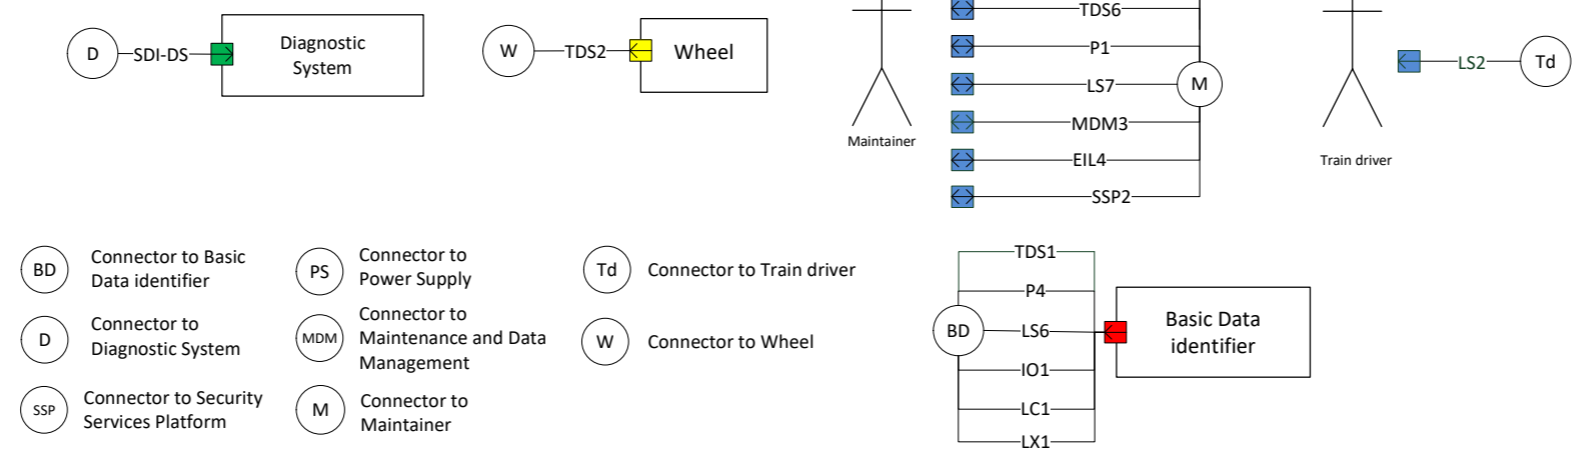 D
SDI-DS
Diagnostic
System
W
TDS2
Wheel
Maintainer
TDS6
P1
LS7
M
MDM3
EIL4
SSP2
LS2
Td
Train driver
BD
Connector to Basic
Data identifier
D
Connector to
Diagnostic System
SSP
Connector to Security
Services Platform
PS
Connector to
Power Supply
MDM
Connector to
Maintenance and Data
Management
M
Connector to
Maintainer
Td
Connector to Train driver
W
Connector to Wheel
TDS1
P4
BD
LS6
IO1
LC1
LX1
Basic Data
identifier